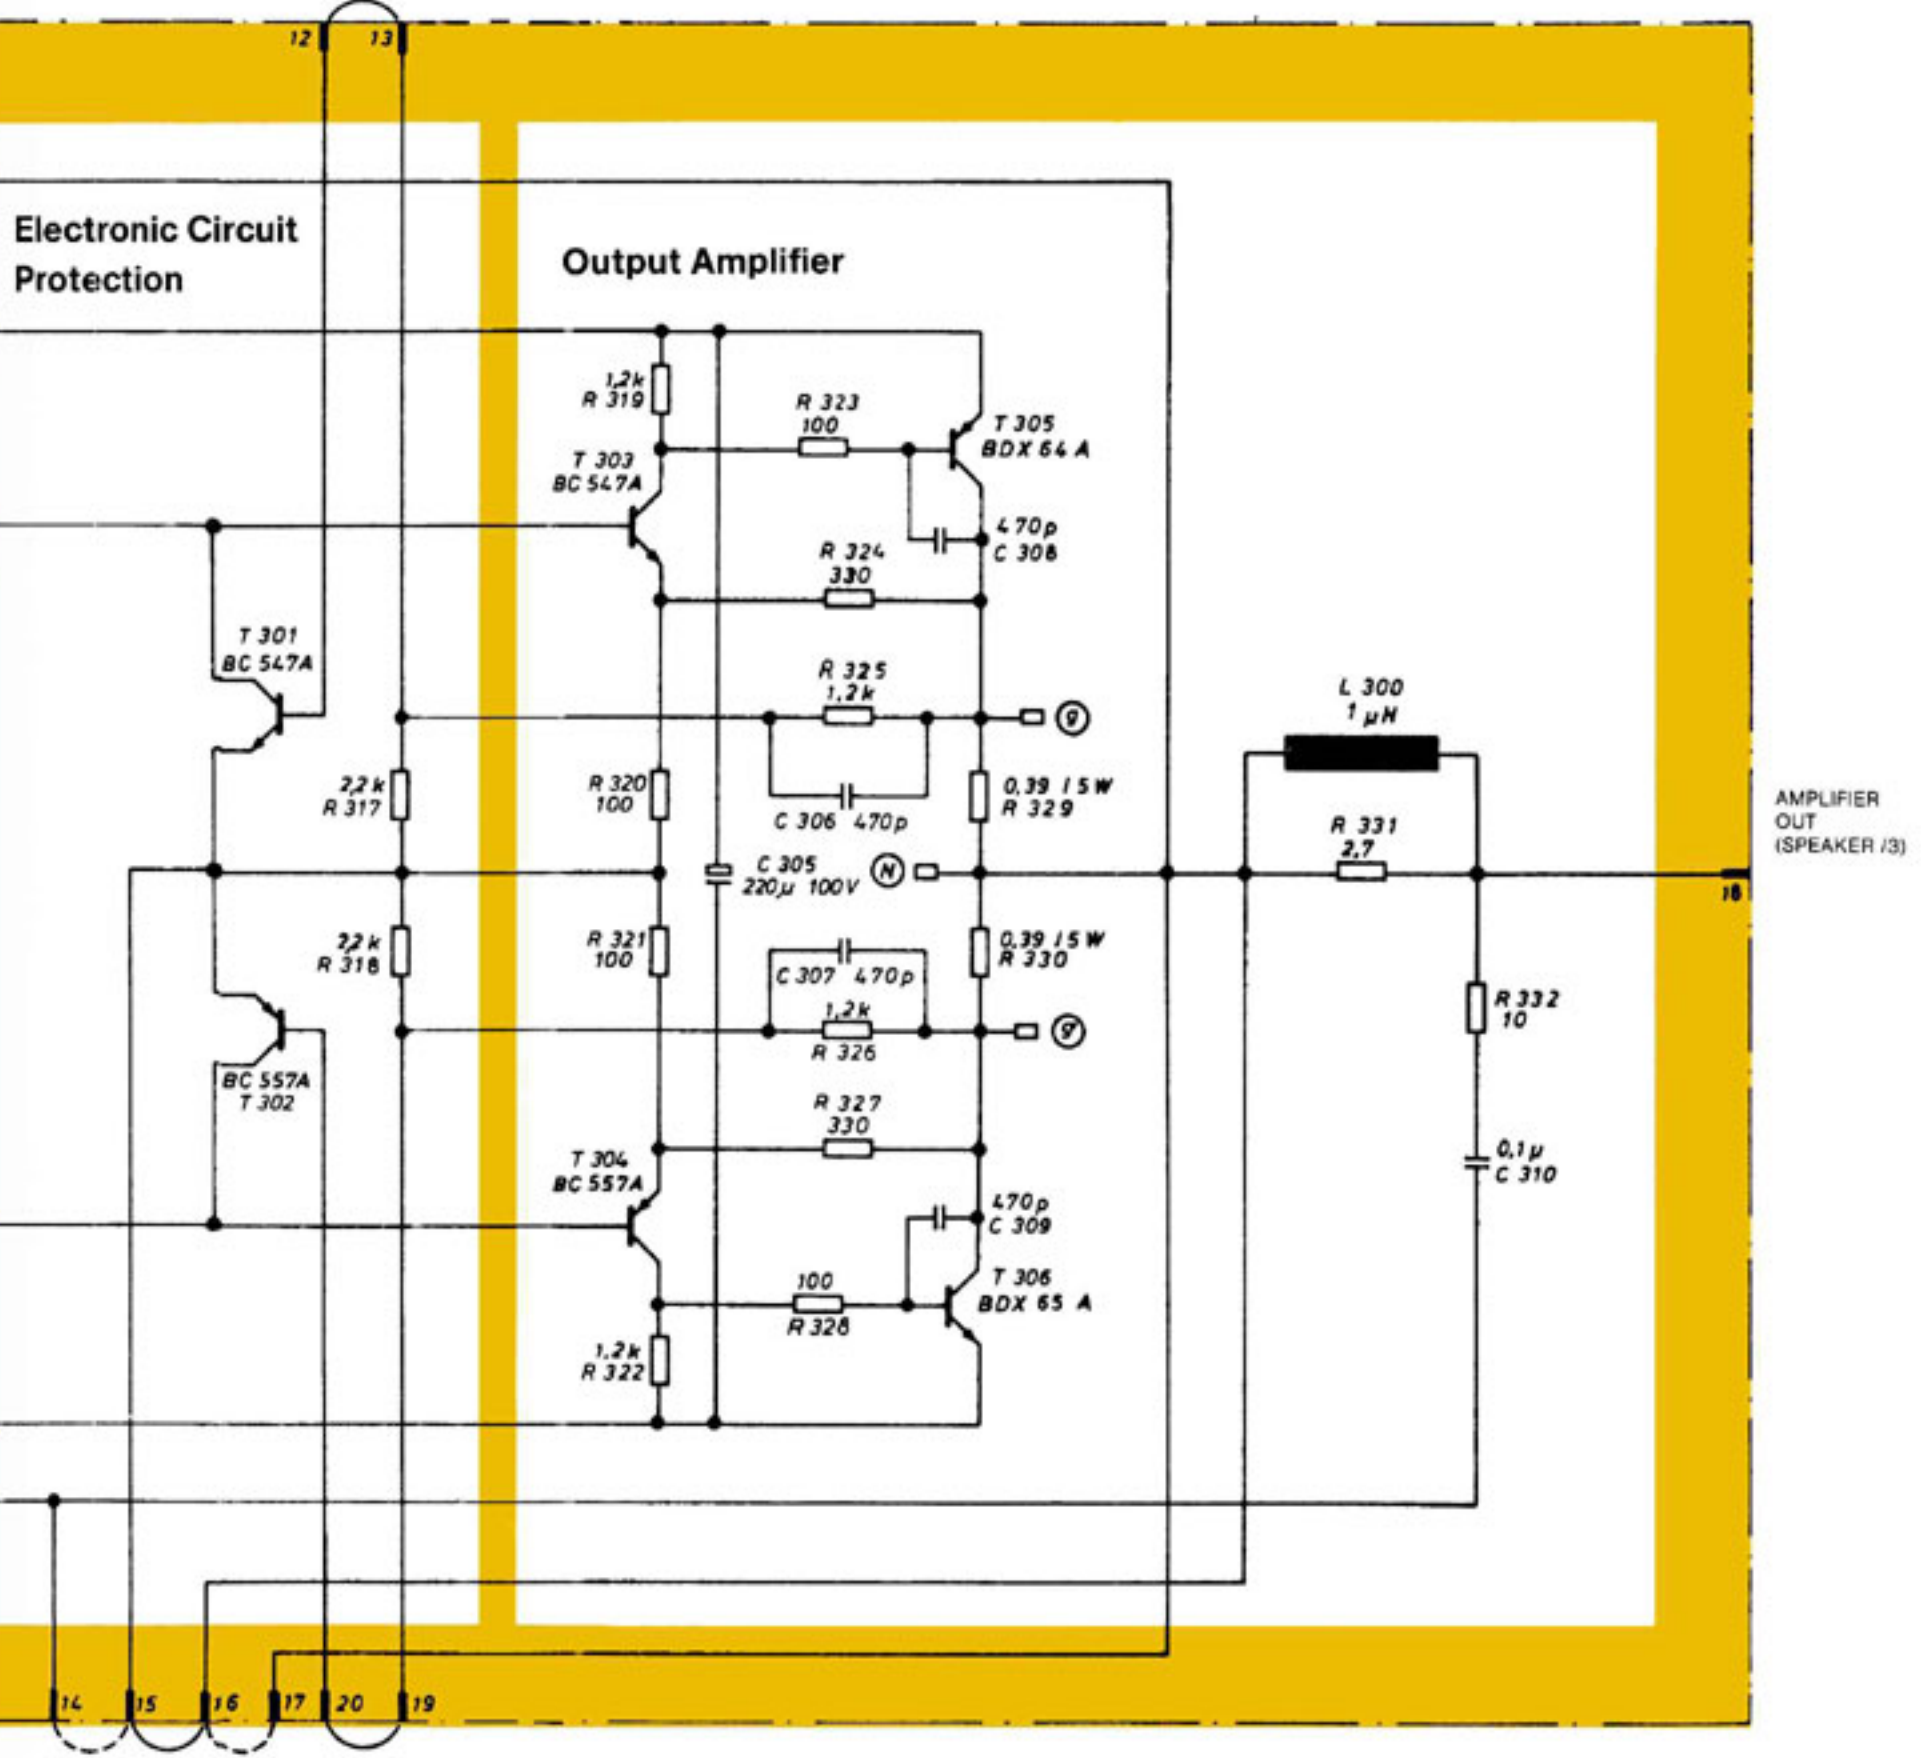 12
13
Electronic Circuit
Protection
Output Amplifier
1,2k
R 319
R 323
100
T 305
BDX 64 A
T 303
BC 547A
470p
C 308
R 324
330
T 301
BC 547A
R 325
1,2k
g
L 300
1 µH
2,2k
R 317
R 320
100
C 306 470p
0,39 / 5W
R 329
AMPLIFIER
OUT
(SPEAKER /3)
R 331
2,7
C 305
220µ 100V
N
18
2,2k
R 318
R 321
100
C 307 470p
0,39 / 5W
R 330
R 332
10
1,2k
R 326
BC 557A
T 302
R 327
330
T 304
BC 557A
0,1µ
C 310
470p
C 309
100
R 328
T 306
BDX 65 A
1,2k
R 322
14
15
16
17
20
19